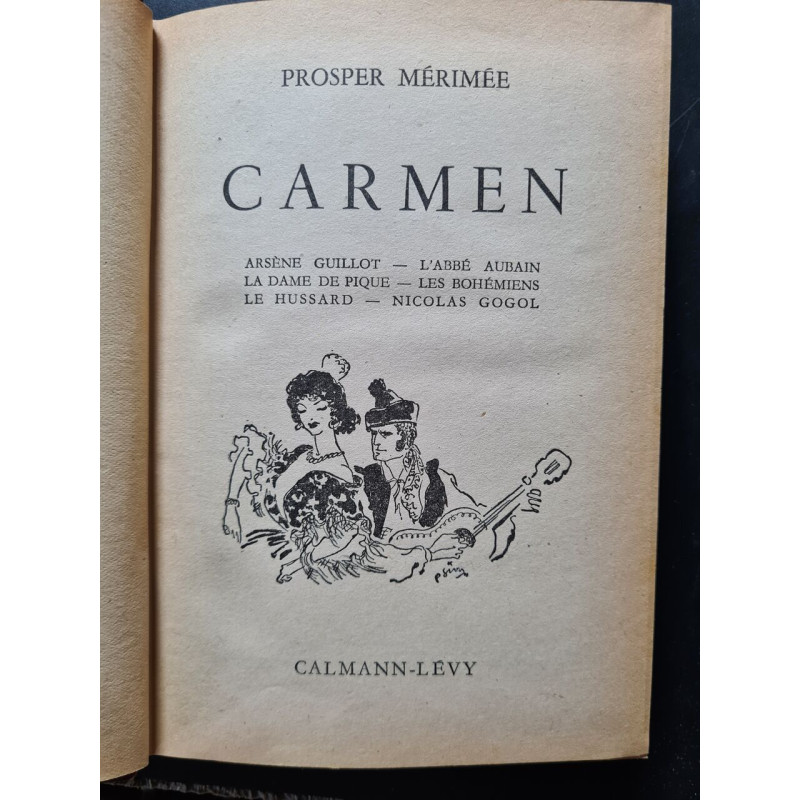 PROSPER MÉRIMÉE
CARMEN
ARSÈNE GUILLOT — L'ABBÉ AUBAIN
LA DAME DE PIQUE — LES BOHÉMIENS
LE HUSSARD — NICOLAS GOGOL
CALMANN-LÉVY